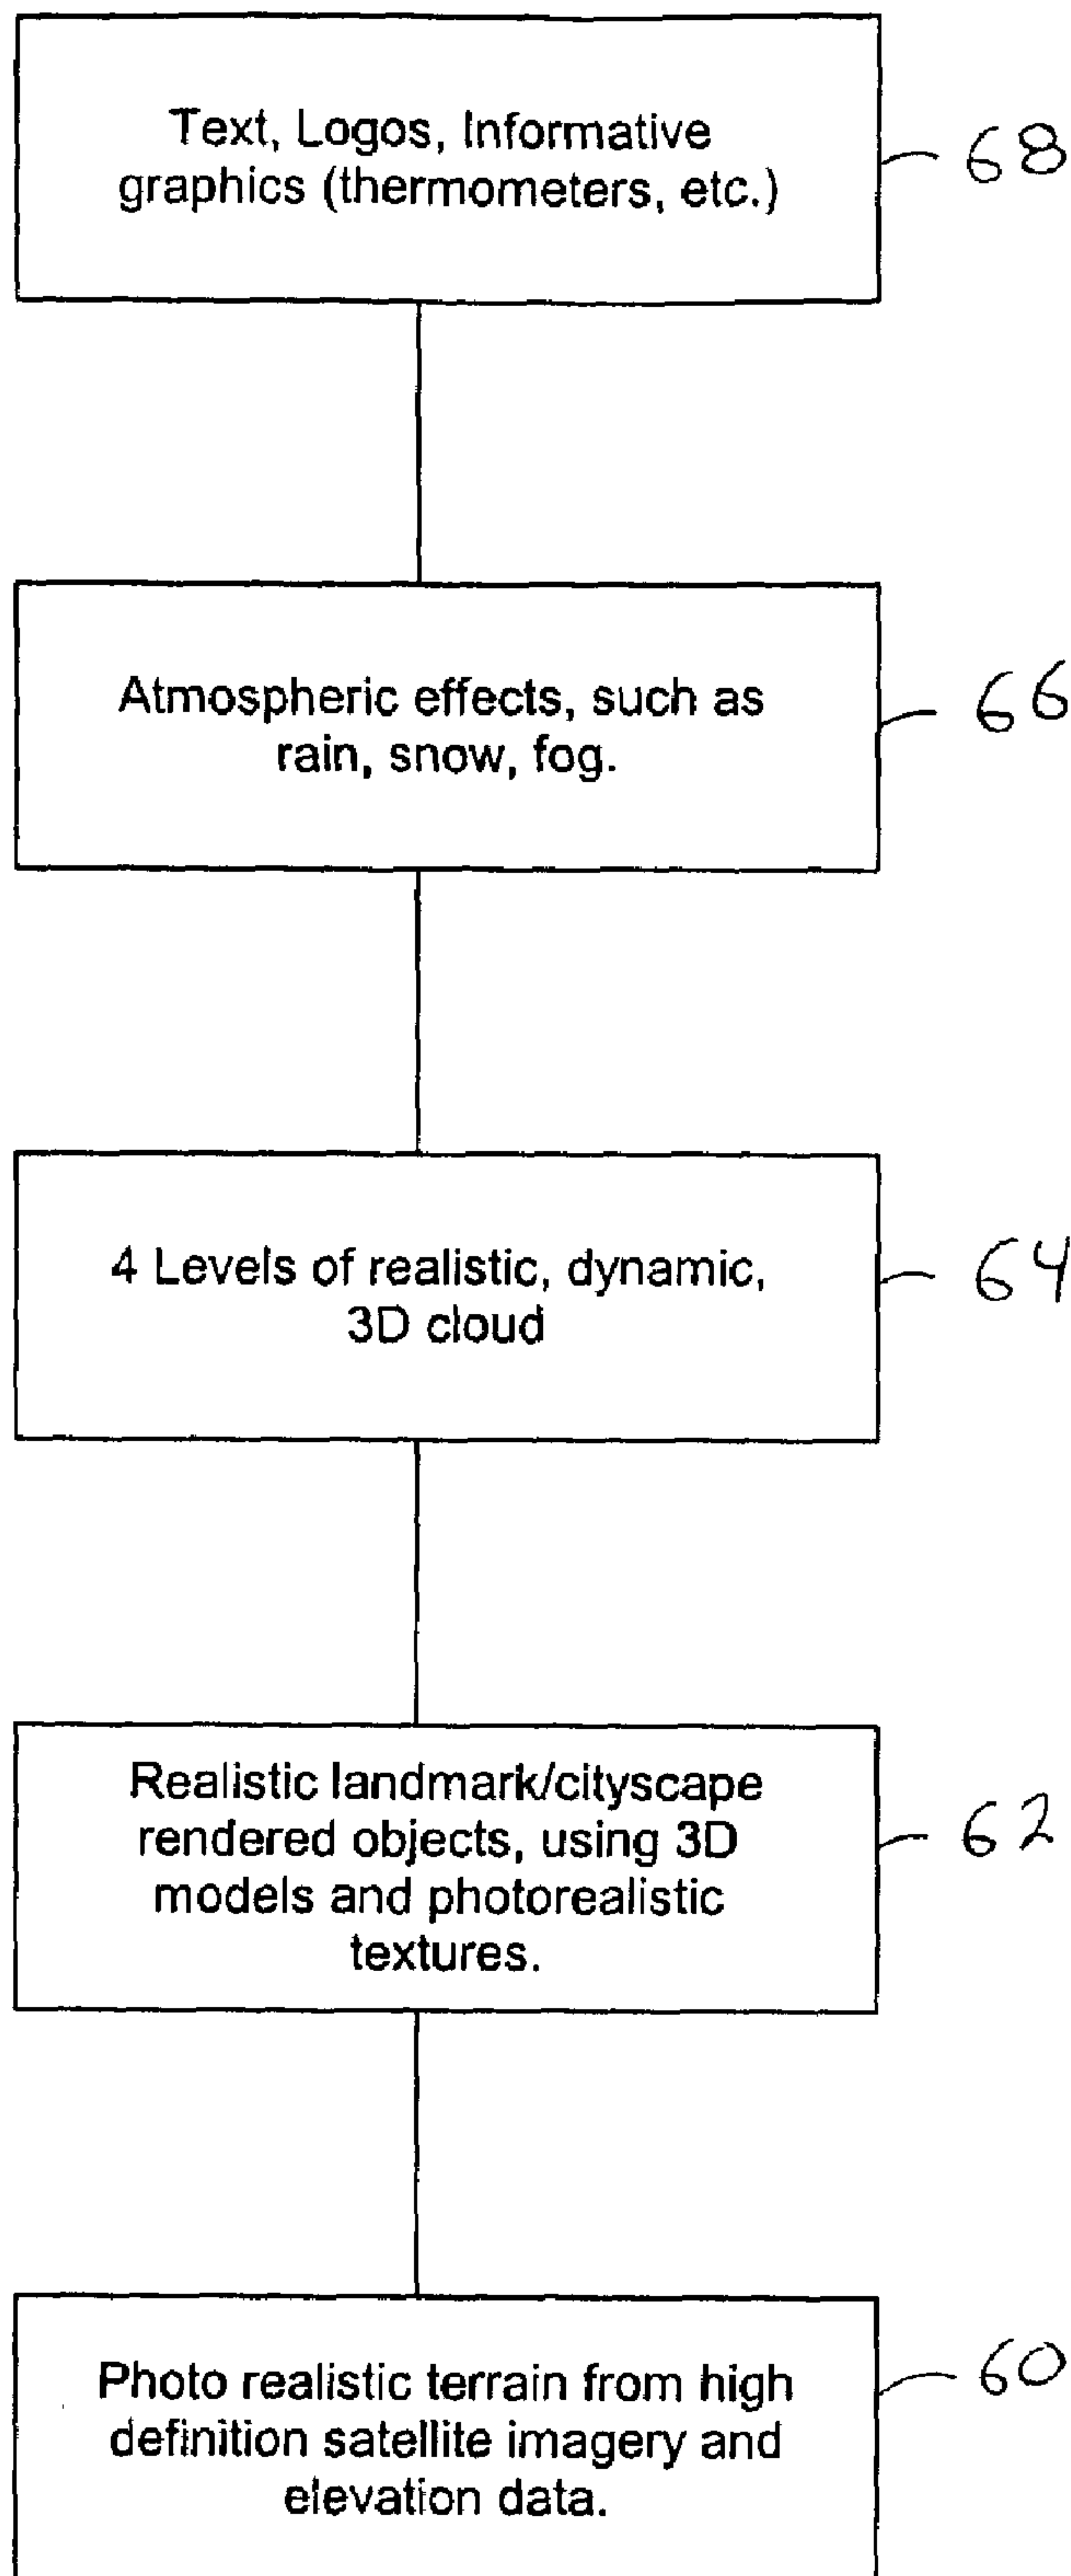 Text, Logos, Informative
graphics (thermometers, etc.)
68
Atmospheric effects, such as
rain, snow, fog.
66
4 Levels of realistic, dynamic,
3D cloud
64
Realistic landmark/cityscape
rendered objects, using 3D
models and photorealistic
textures.
62
Photo realistic terrain from high
definition satellite imagery and
elevation data.
60